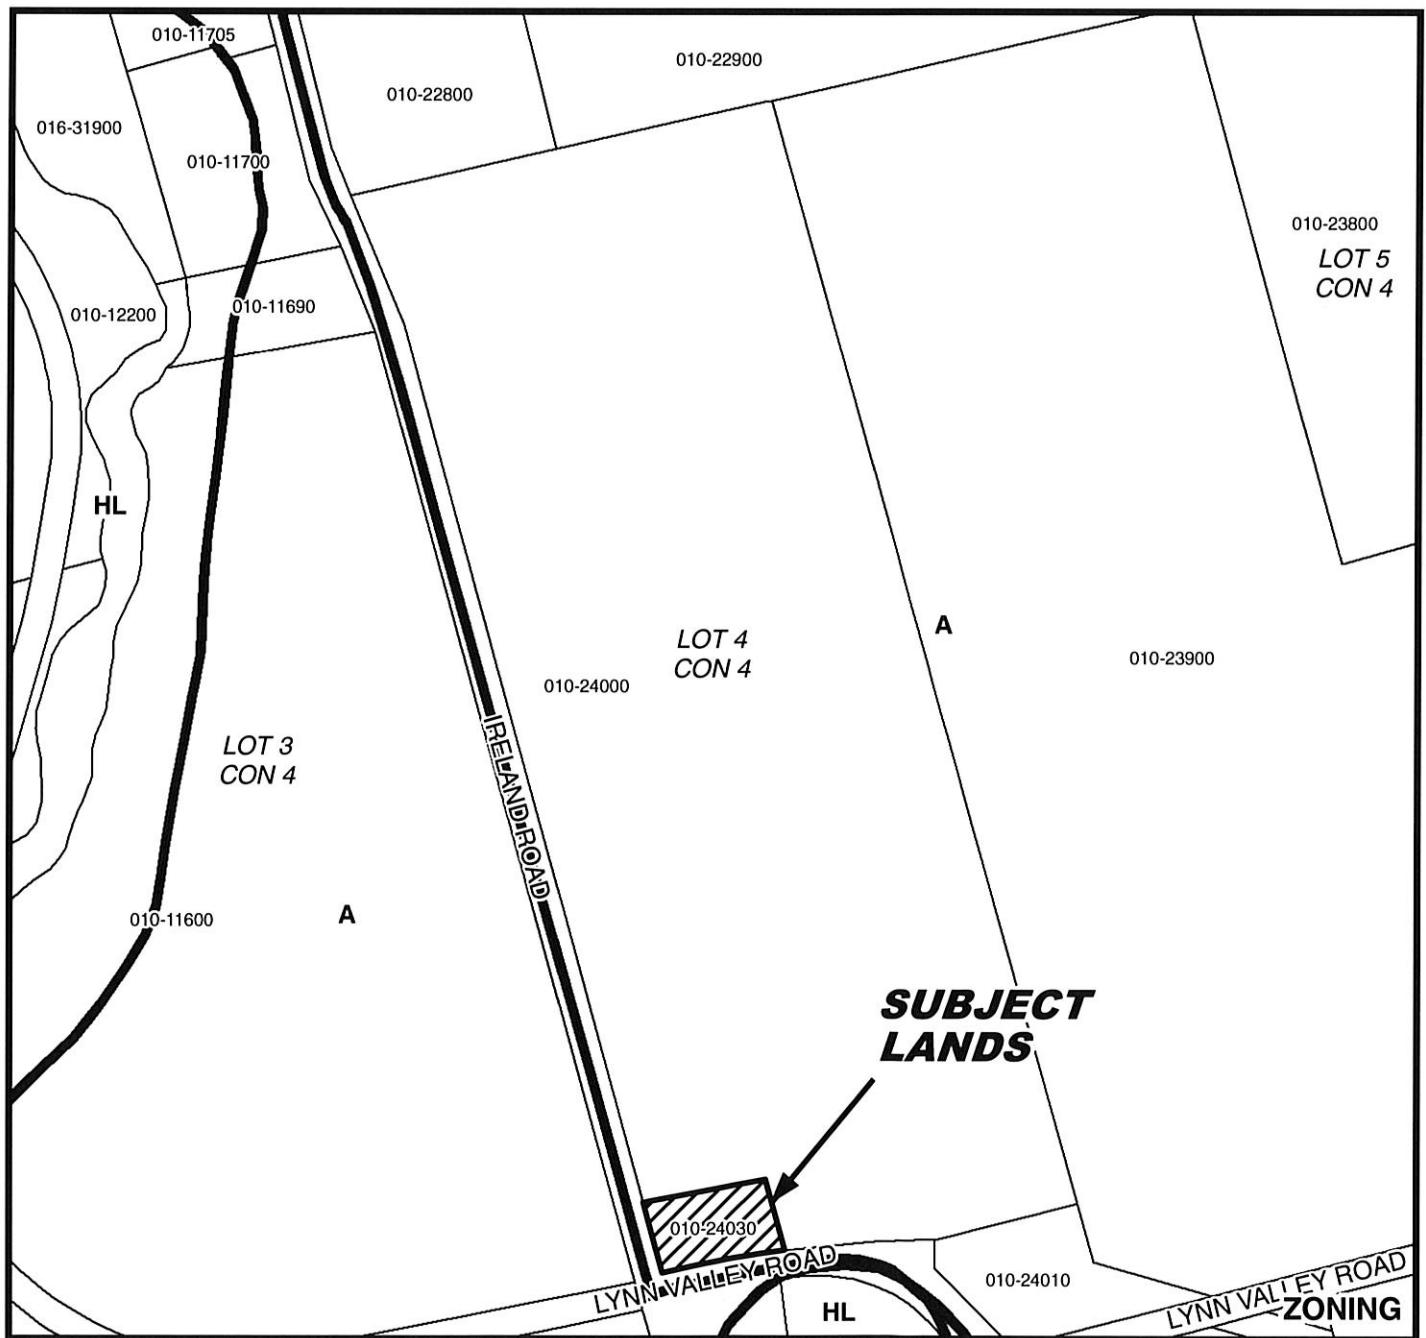 010-11705
010-22900
010-22800
016-31900
010-11700
010-23800
LOT 5
CON 4
010-12200
010-11690
HL
A
LOT 4
CON 4
010-23900
010-24000
IRELAND ROAD
LOT 3
CON 4
010-11600
A
SUBJECT
LANDS
010-24030
LYNN VALLEY ROAD
010-24010
LYNN VALLEY ROAD
HL
ZONING